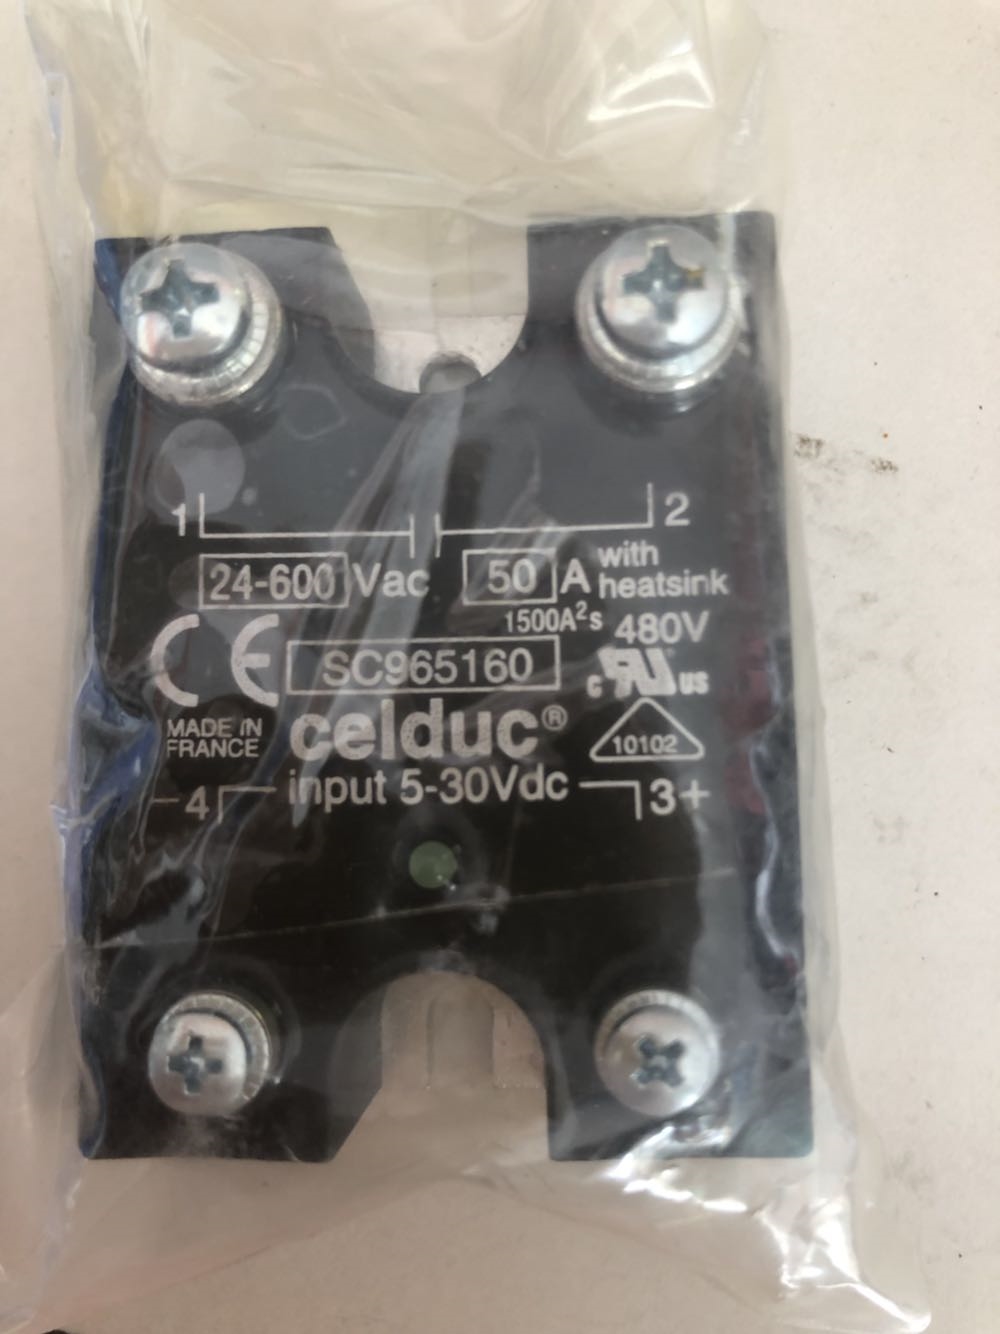 1 2
24-600 Vac 50 A with heatsink
1500A²s 480V
CE SC965160 c RU us
MADE IN FRANCE celduc® 10102
-4 input 5-30Vdc 3+